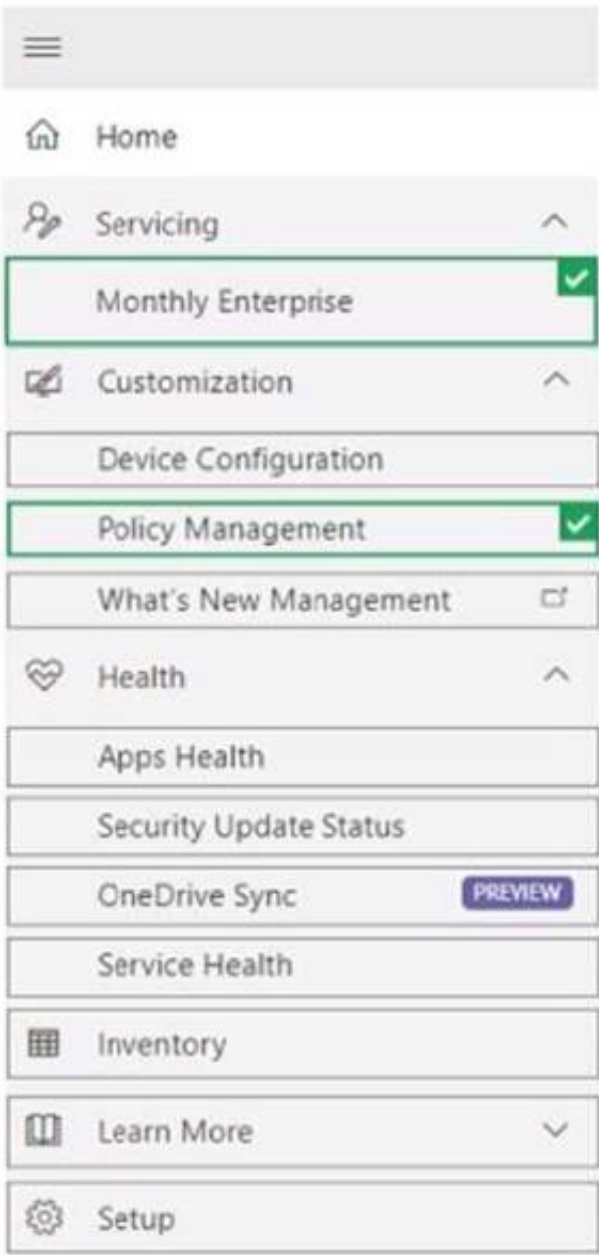 Home
Servicing
Monthly Enterprise
Customization
Device Configuration
Policy Management
What's New Management
Health
Apps Health
Security Update Status
OneDrive Sync PREVIEW
Service Health
Inventory
Learn More
Setup